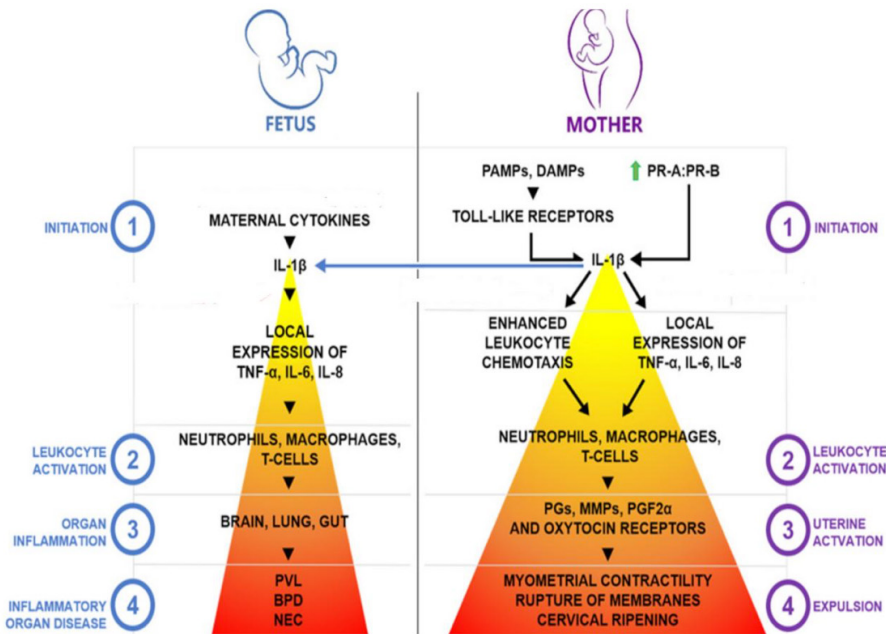 FETUS
MOTHER
INITIATION
1
MATERNAL CYTOKINES
IL-1β
LOCAL
EXPRESSION OF
TNF-α, IL-6, IL-8
LEUKOCYTE
ACTIVATION
2
NEUTROPHILS, MACROPHAGES,
T-CELLS
ORGAN
INFLAMMATION
3
BRAIN, LUNG, GUT
INFLAMMATORY
ORGAN DISEASE
4
PVL
BPD
NEC
PAMPs, DAMPs
PR-A:PR-B
TOLL-LIKE RECEPTORS
IL-1β
1
INITIATION
ENHANCED
LEUKOCYTE
CHEMOTAXIS
LOCAL
EXPRESSION OF
TNF-α, IL-6, IL-8
NEUTROPHILS, MACROPHAGES,
T-CELLS
2
LEUKOCYTE
ACTIVATION
PGs, MMPs, PGF2α
AND OXYTOCIN RECEPTORS
3
UTERINE
ACTIVATION
MYOMETRIAL CONTRACTILITY
RUPTURE OF MEMBRANES
CERVICAL RIPENING
4
EXPULSION